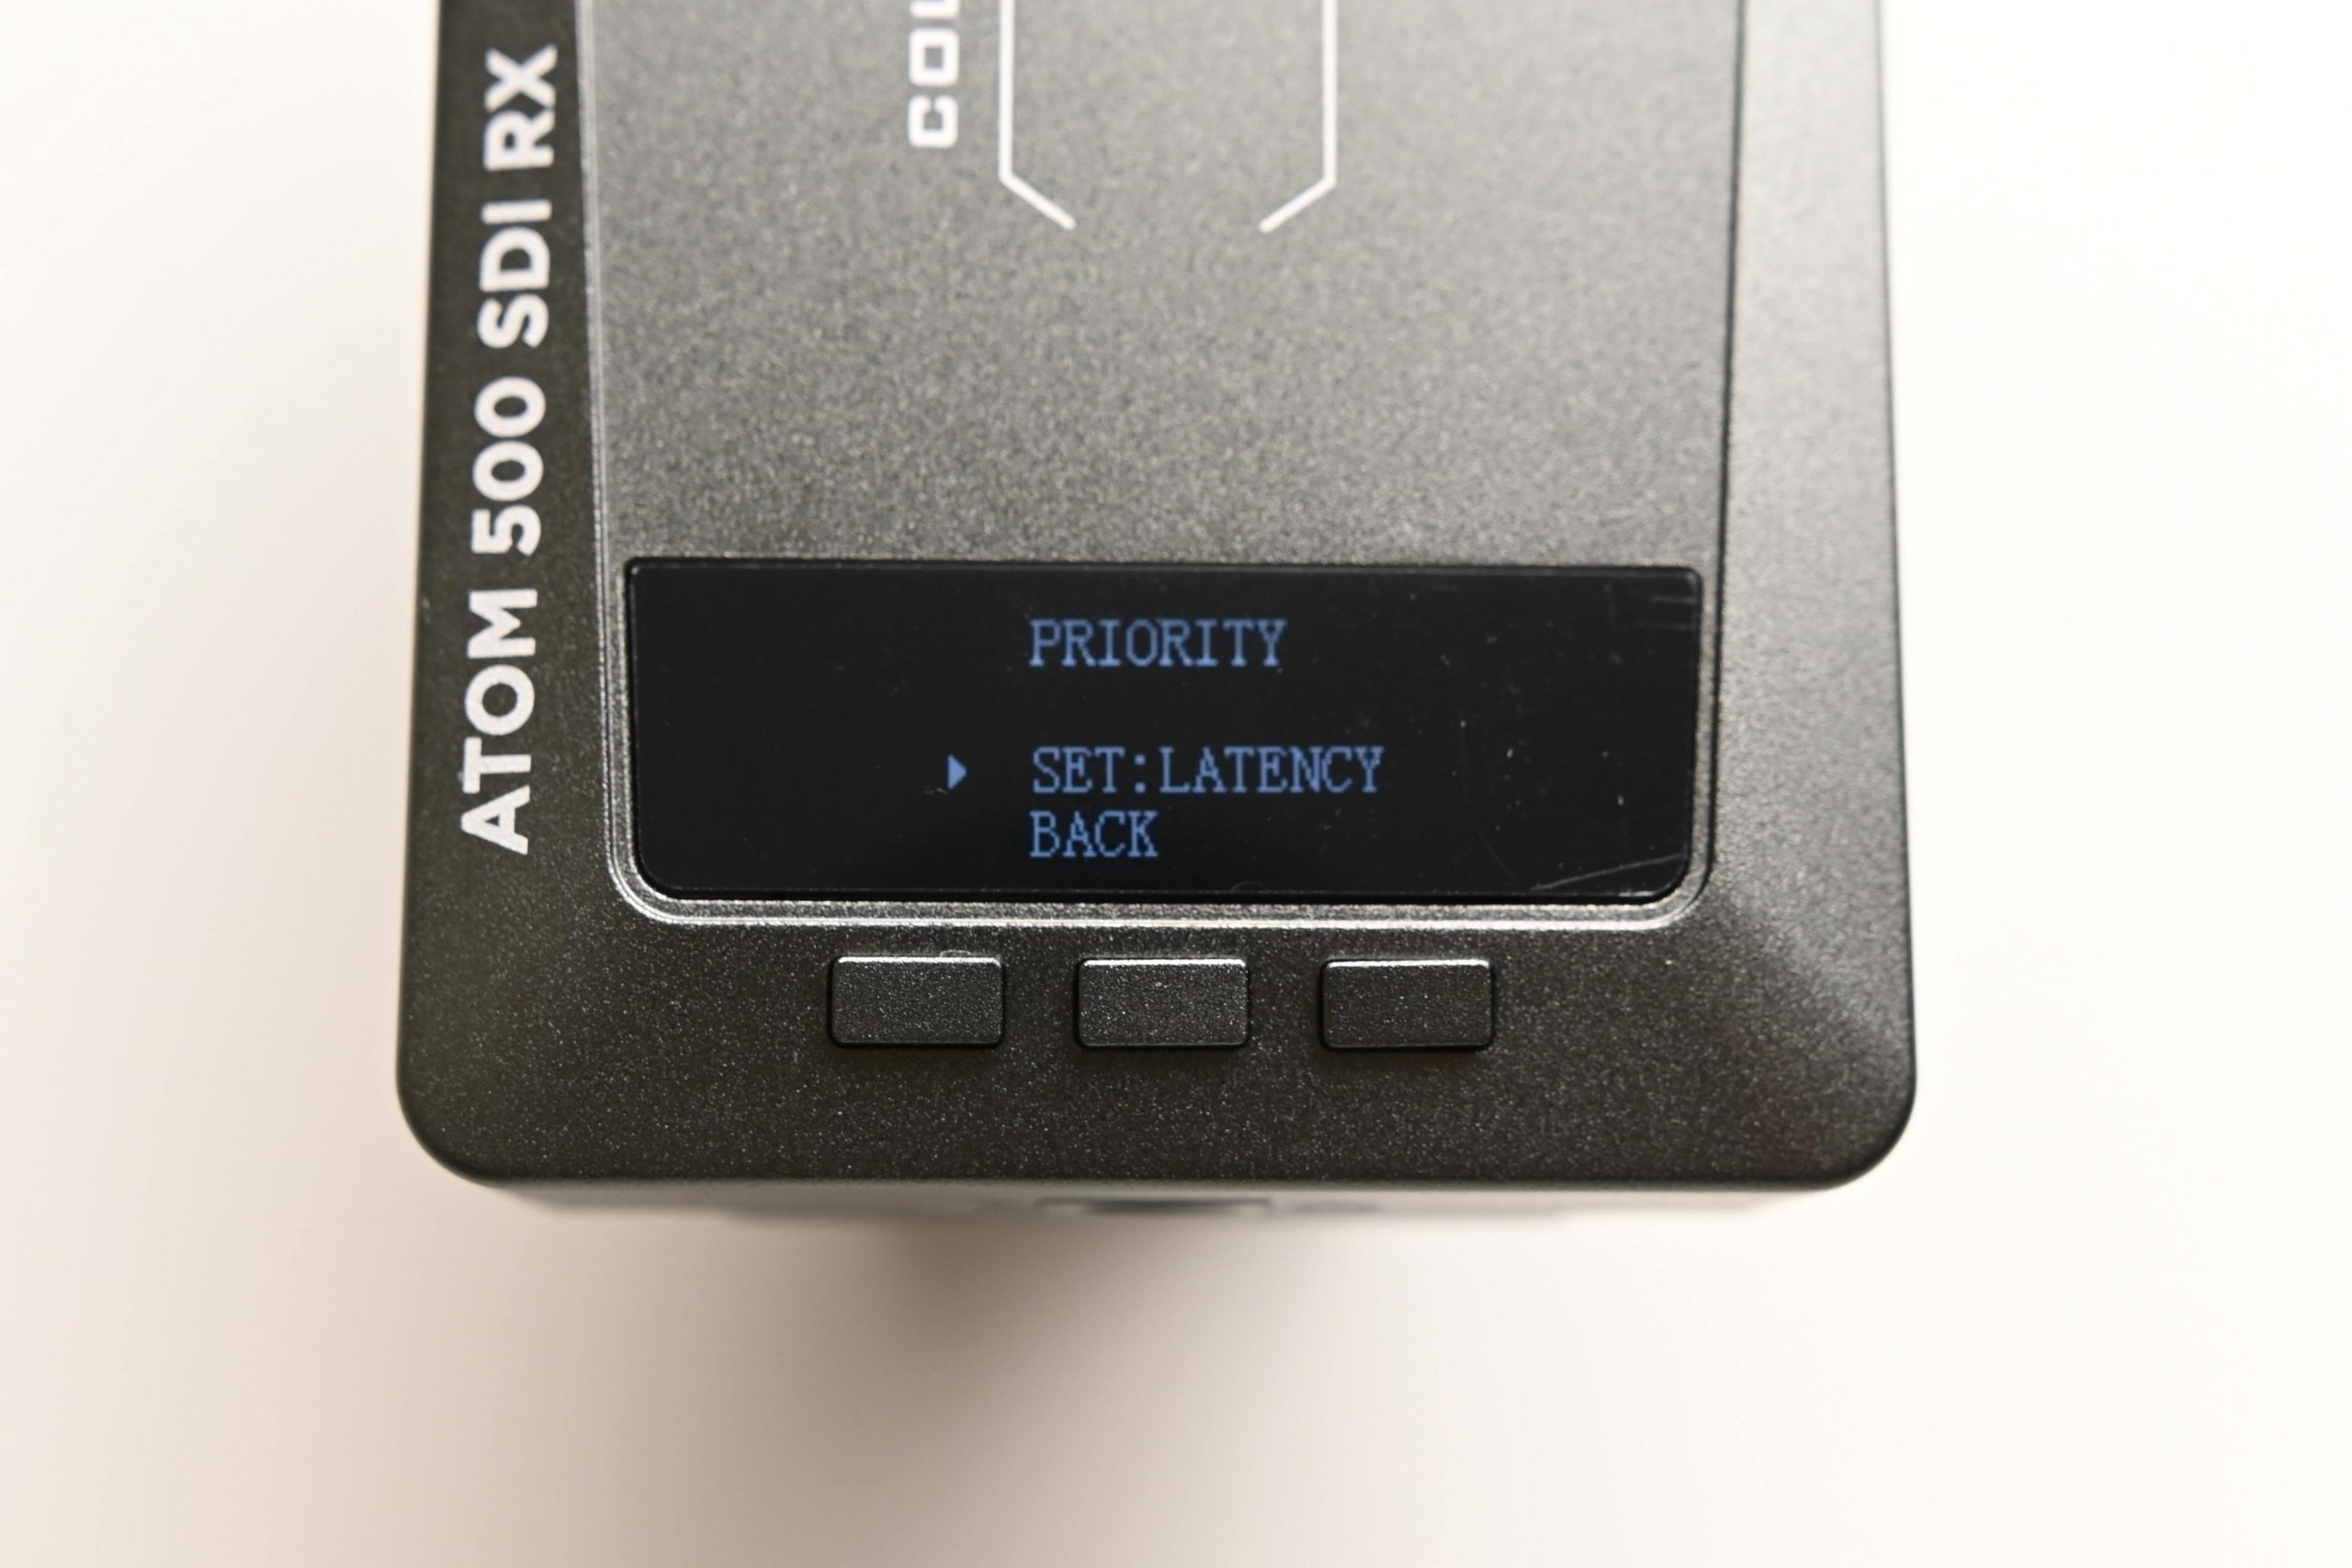 ATOM 500 SDI RX
PRIORITY
SET:LATENCY
BACK